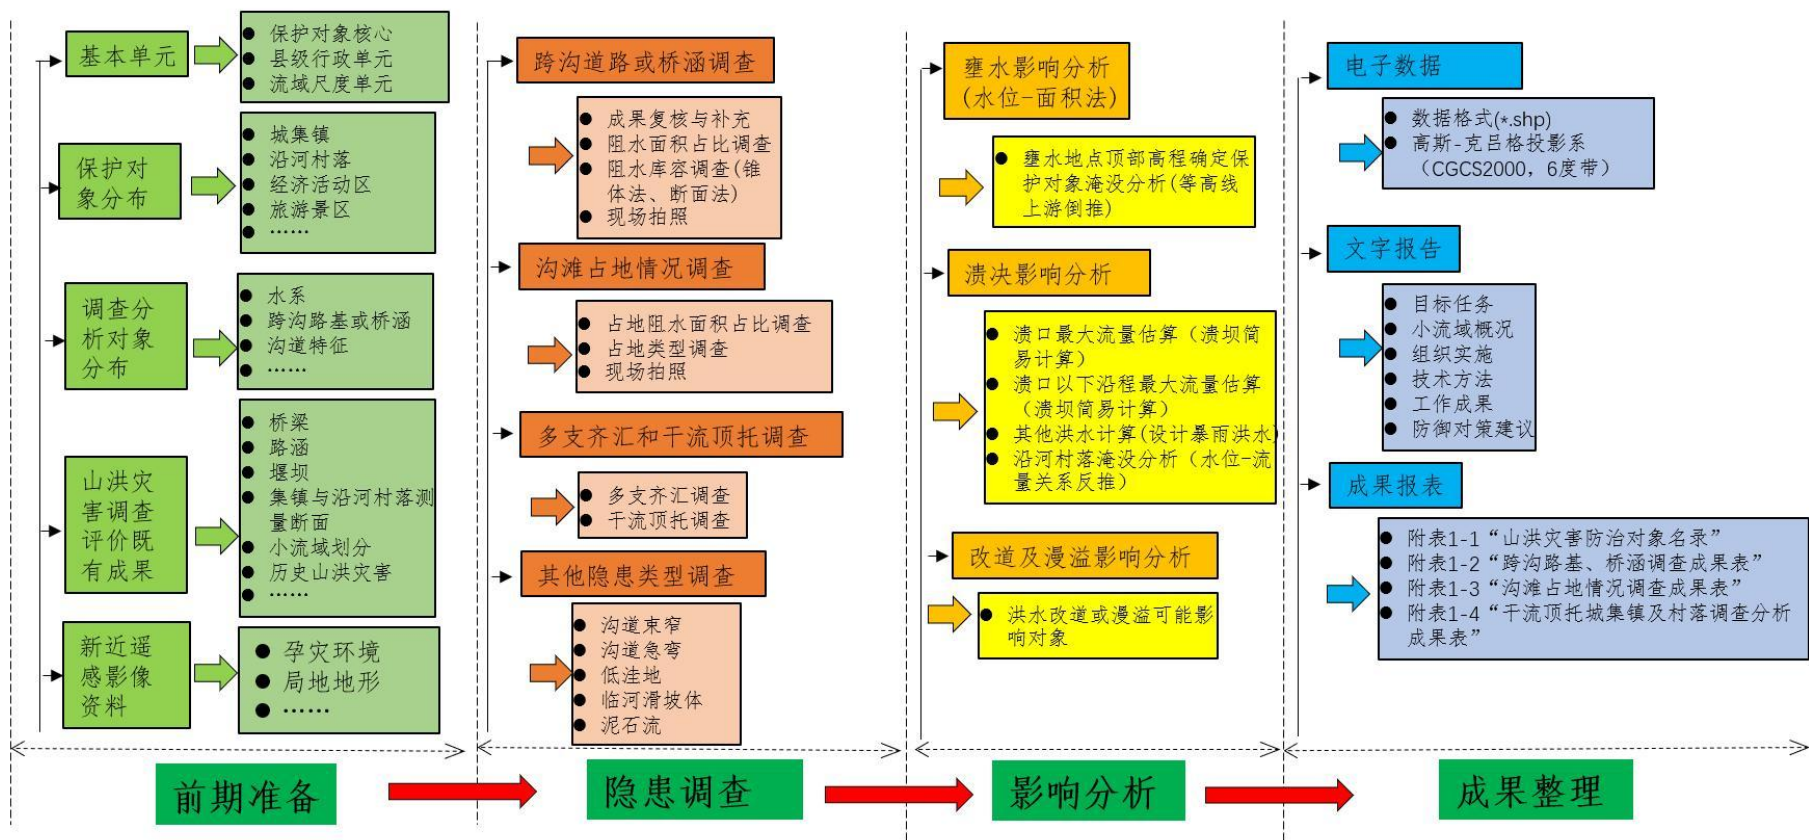 基本单元
保护对象核心
县级行政单元
流域尺度单元
保护对
象分布
城集镇
沿河村落
经济活动区
旅游景区
……
调查分
析对象
分布
水系
跨沟路基或桥涵
沟道特征
……
山洪灾
害调查
评价既
有成果
桥梁
路涵
堰坝
集镇与沿河村落测
量断面
小流域划分
历史山洪灾害
……
新近遥
感影像
资料
孕灾环境
局地地形
……
前期准备
跨沟道路或桥涵调查
成果复核与补充
阻水面积占比调查
阻水库容调查(锥
体法、断面法)
现场拍照
沟滩占地情况调查
占地阻水面积占比调查
占地类型调查
现场拍照
多支齐汇和干流顶托调查
多支齐汇调查
干流顶托调查
其他隐患类型调查
沟道束窄
沟道急弯
低洼地
临河滑坡体
泥石流
隐患调查
壅水影响分析
(水位-面积法)
壅水地点顶部高程确定保
护对象淹没分析(等高线
上游倒推)
溃决影响分析
溃口最大流量估算（溃坝简
易计算）
溃口以下沿程最大流量估算
（溃坝简易计算）
其他洪水计算(设计暴雨洪水)
沿河村落淹没分析（水位-流
量关系反推）
改道及漫溢影响分析
洪水改道或漫溢可能影
响对象
影响分析
电子数据
数据格式(*.shp)
高斯-克吕格投影系
（CGCS2000，6度带）
文字报告
目标任务
小流域概况
组织实施
技术方法
工作成果
防御对策建议
成果报表
附表1-1“山洪灾害防治对象名录”
附表1-2“跨沟路基、桥涵调查成果表”
附表1-3“沟滩占地情况调查成果表”
附表1-4“干流顶托城集镇及村落调查分析
成果表”
成果整理